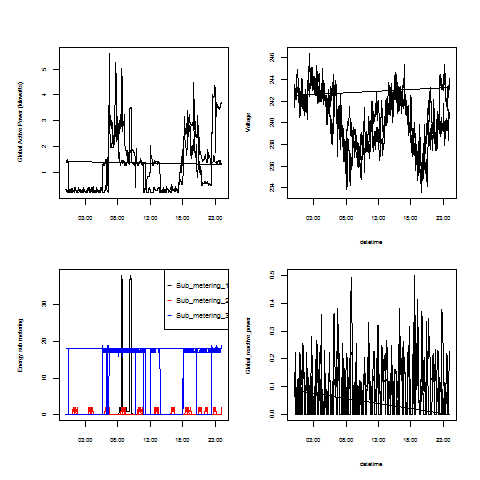 Global Active Power (kilowatts)
5
4
3
2
1
03:00 08:00 13:00 18:00 23:00
Voltage
246
244
242
240
238
236
234
03:00 08:00 13:00 18:00 23:00
datetime
Energy sub metering
30
20
10
0
Sub_metering_1
Sub_metering_2
Sub_metering_3
03:00 08:00 13:00 18:00 23:00
Global_reactive_power
0.5
0.4
0.3
0.2
0.1
0.0
03:00 08:00 13:00 18:00 23:00
datetime